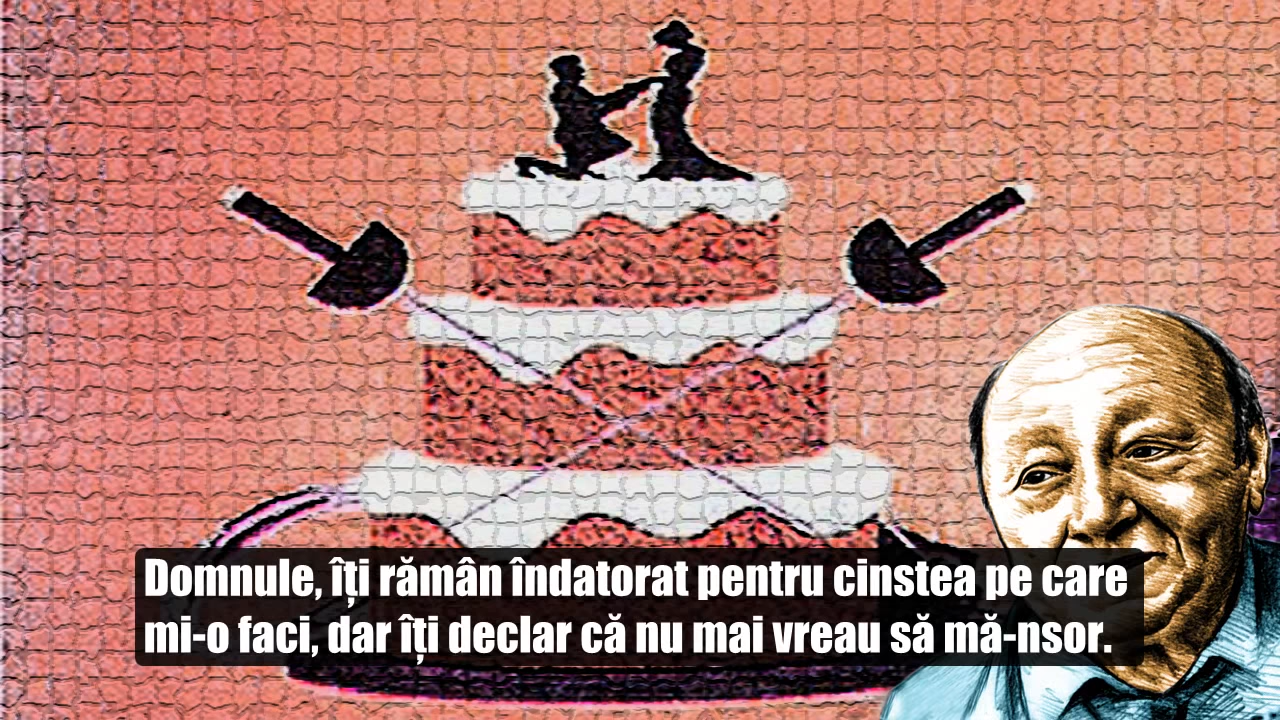 Domnule, îți rămân îndatorat pentru cinstea pe care
mi-o faci, dar îți declar că nu mai vreau să mă-nsor.